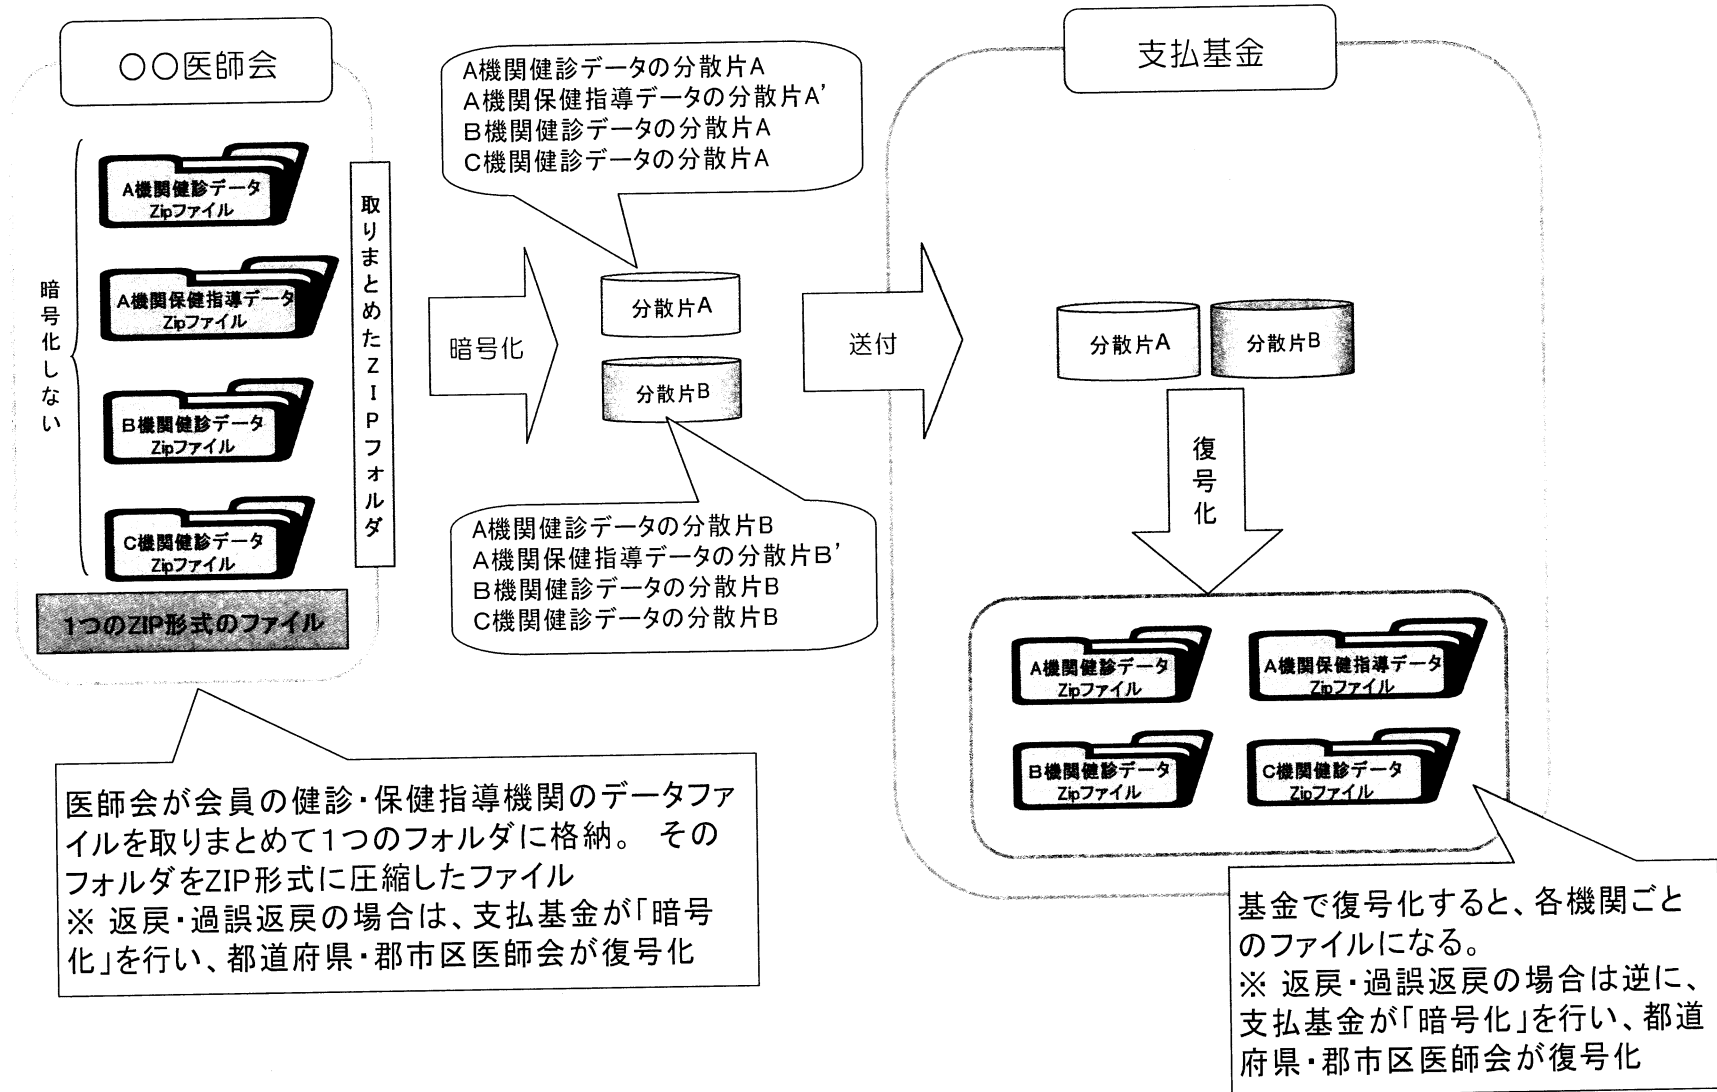 〇〇医師会
暗号化しない
A機関健診データ
Zipファイル
A機関保健指導データ
Zipファイル
B機関健診データ
Zipファイル
C機関健診データ
Zipファイル
取りまとめたZIPフォルダ
1つのZIP形式のファイル
医師会が会員の健診・保健指導機関のデータファ
イルを取りまとめて1つのフォルダに格納。 その
フォルダをZIP形式に圧縮したファイル
※ 返戻・過誤返戻の場合は、支払基金が「暗号
化」を行い、都道府県・郡市区医師会が復号化
暗号化
A機関健診データの分散片A
A機関保健指導データの分散片A'
B機関健診データの分散片A
C機関健診データの分散片A
分散片A
分散片B
A機関健診データの分散片B
A機関保健指導データの分散片B'
B機関健診データの分散片B
C機関健診データの分散片B
送付
支払基金
分散片A
分散片B
復号化
A機関健診データ
Zipファイル
A機関保健指導データ
Zipファイル
B機関健診データ
Zipファイル
C機関健診データ
Zipファイル
基金で復号化すると、各機関ごと
のファイルになる。
※ 返戻・過誤返戻の場合は逆に、
支払基金が「暗号化」を行い、都道
府県・郡市区医師会が復号化